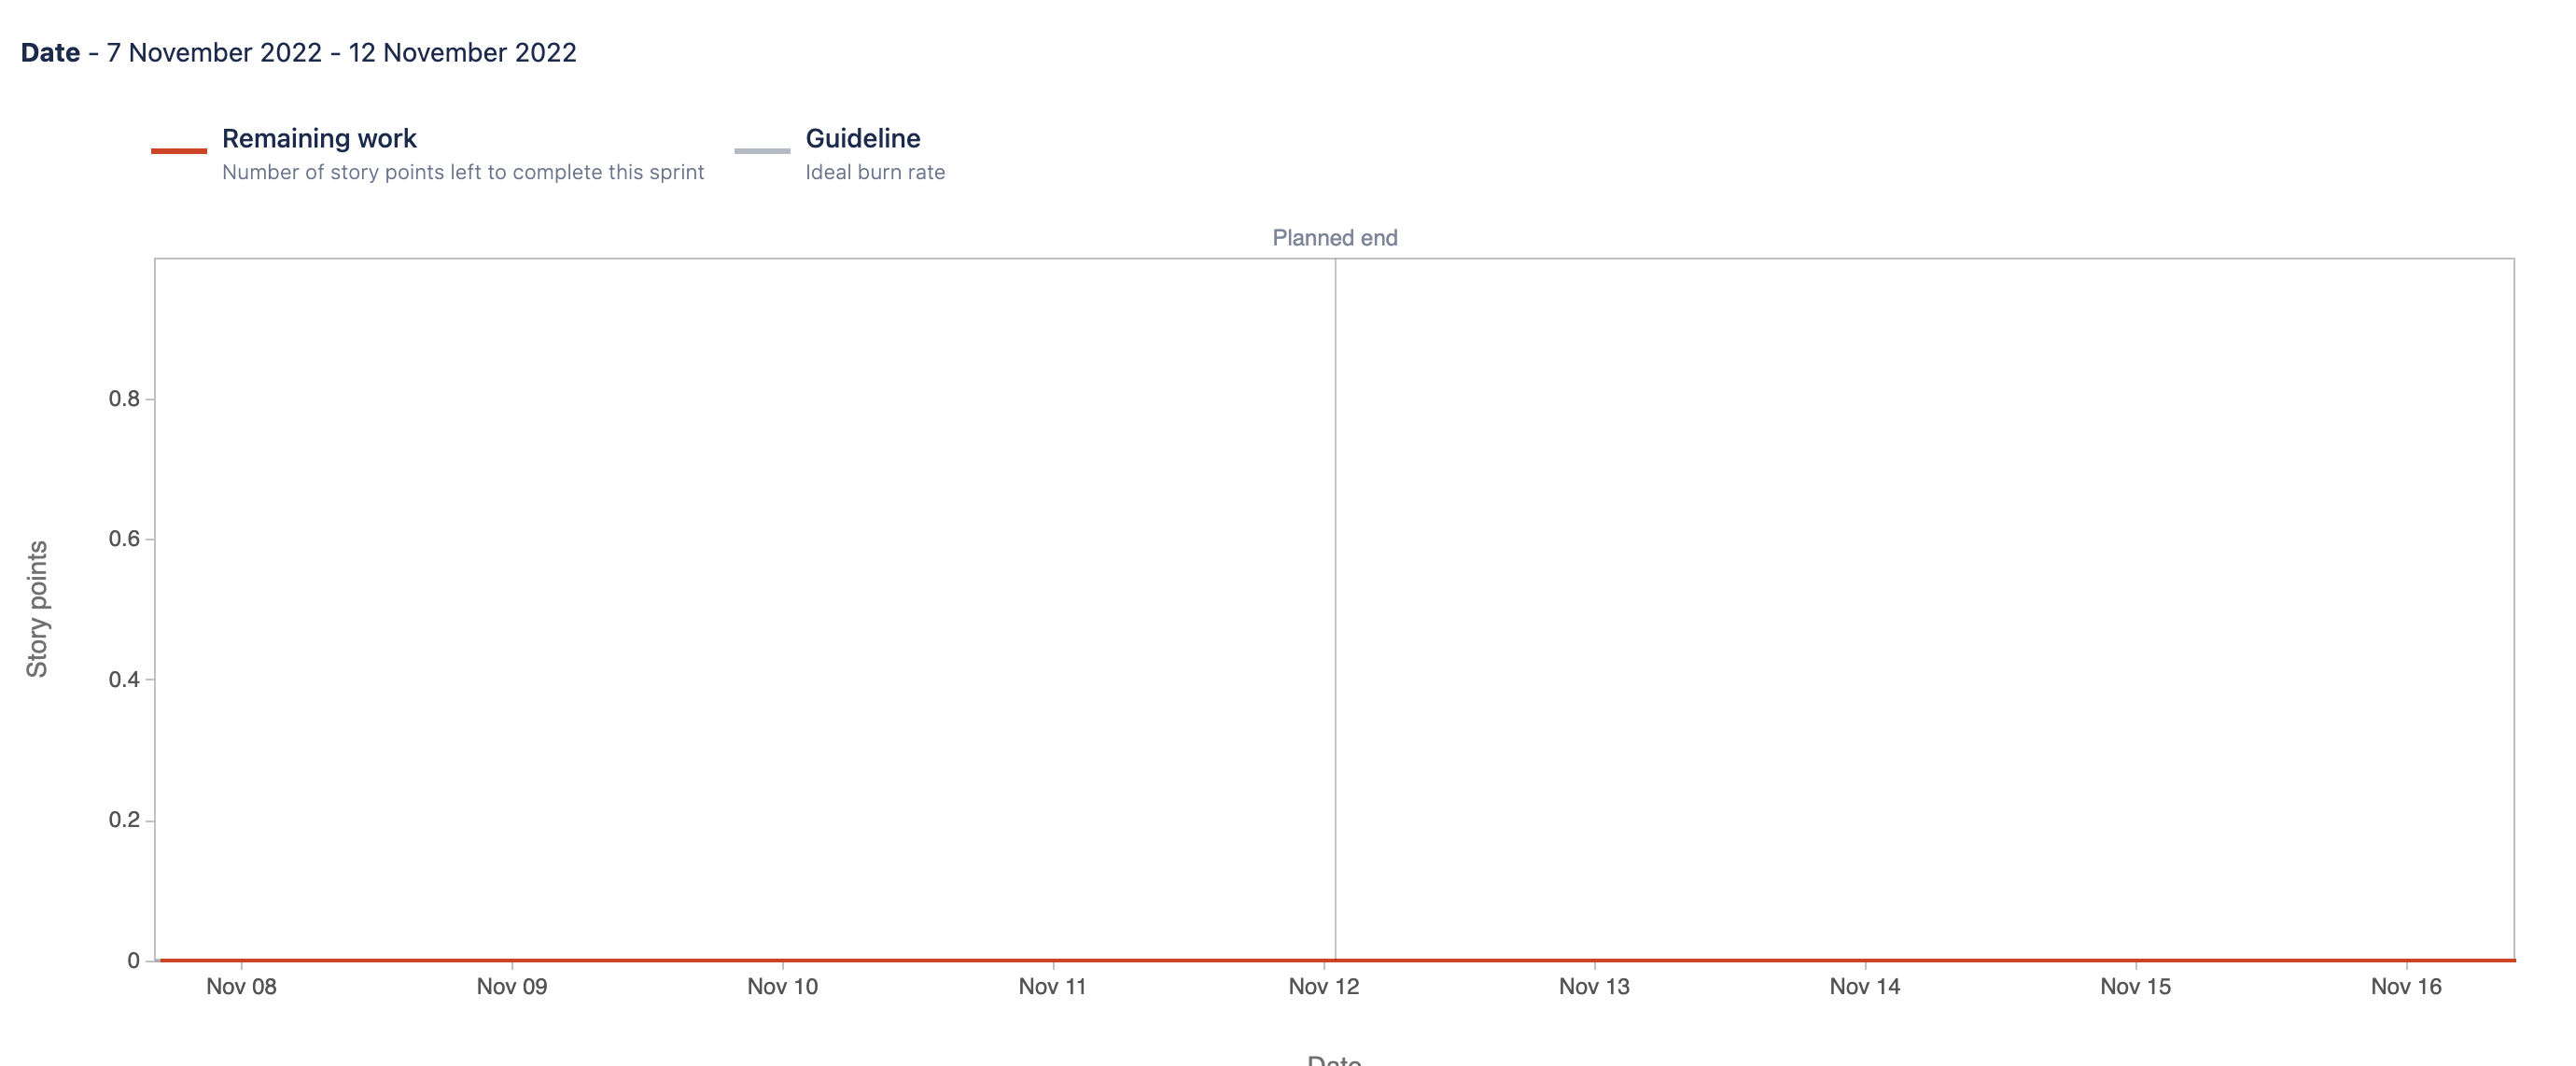 Date - 7 November 2022 - 12 November 2022
Remaining work
Number of story points left to complete this sprint
Guideline
Ideal burn rate
Planned end
Story points
0.8
0.6
0.4
0.2
0
Nov 08 Nov 09 Nov 10 Nov 11 Nov 12 Nov 13 Nov 14 Nov 15 Nov 16
Date